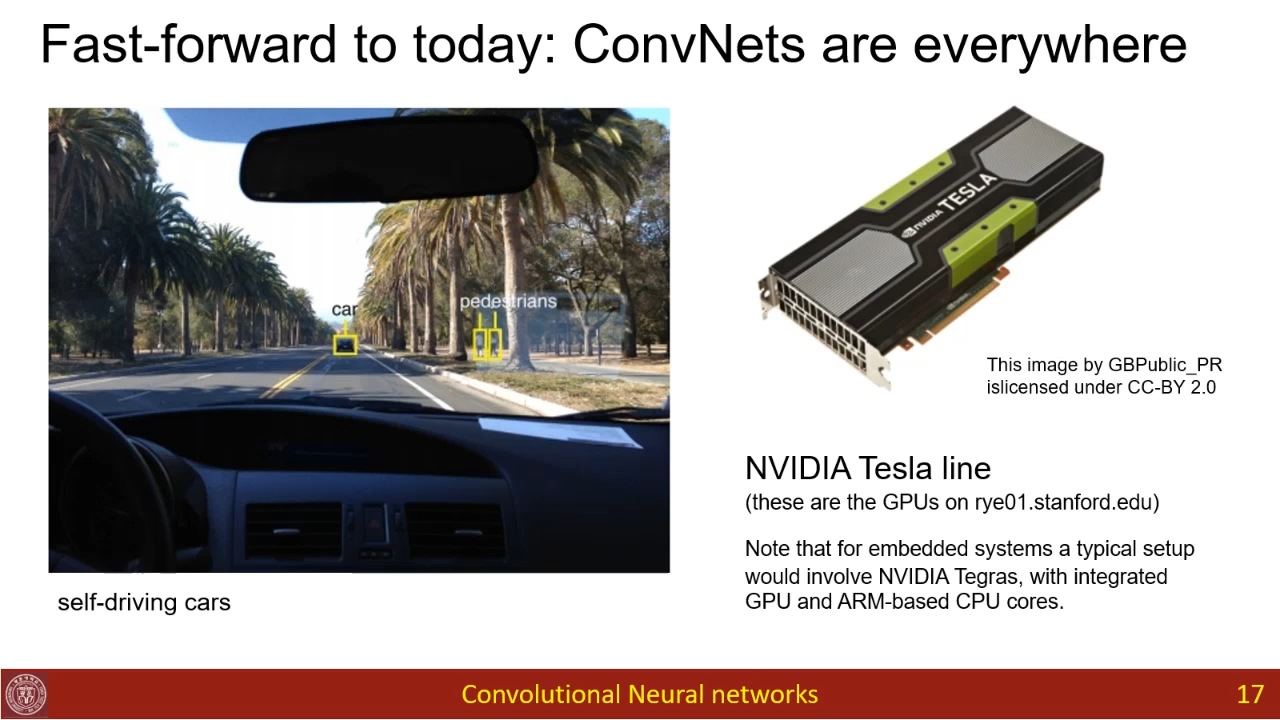 Fast-forward to today: ConvNets are everywhere
car
pedestrians
NVIDIA TESLA
This image by GBPublic_PR
islicensed under CC-BY 2.0
NVIDIA Tesla line
(these are the GPUs on rye01.stanford.edu)
Note that for embedded systems a typical setup
would involve NVIDIA Tegras, with integrated
GPU and ARM-based CPU cores.
self-driving cars
Convolutional Neural networks
17